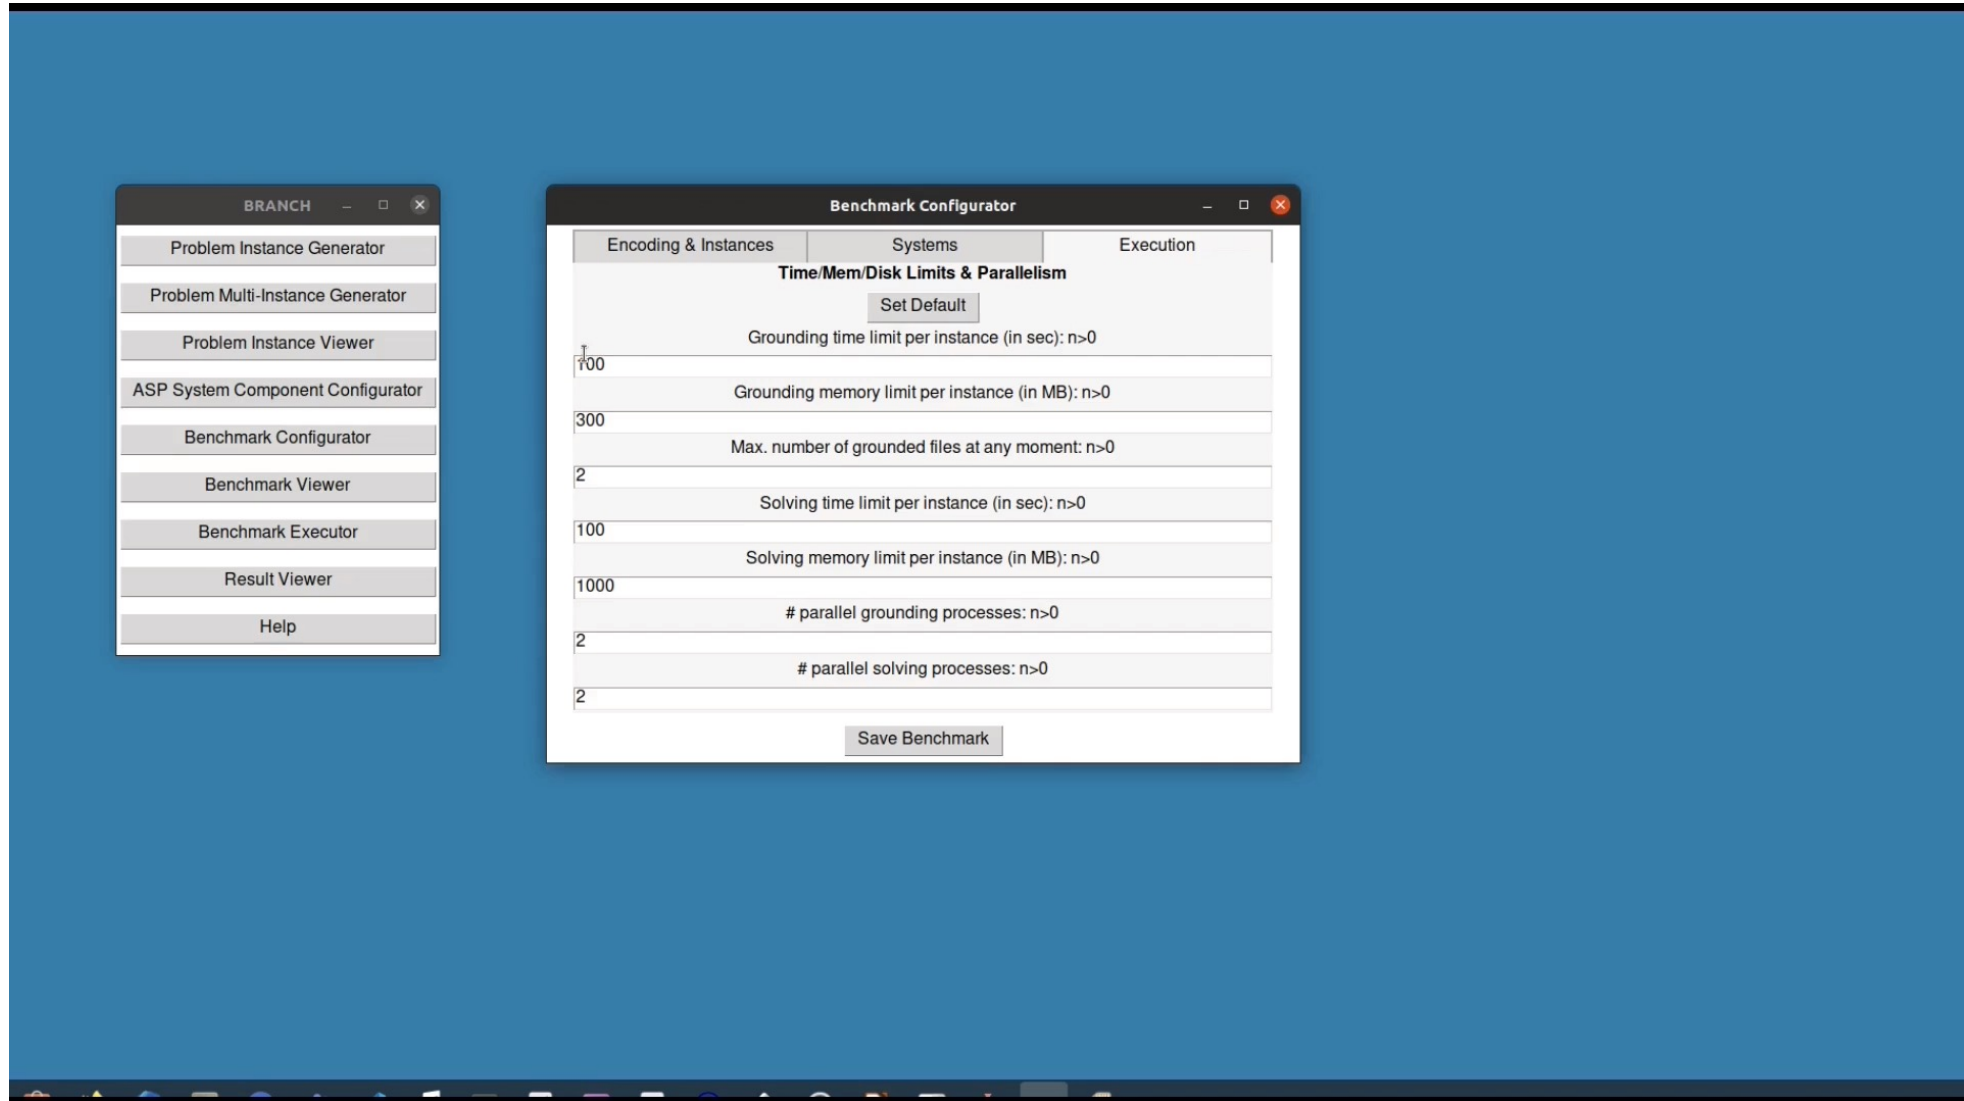 BRANCH
Problem Instance Generator
Problem Multi-Instance Generator
Problem Instance Viewer
ASP System Component Configurator
Benchmark Configurator
Benchmark Viewer
Benchmark Executor
Result Viewer
Help
Benchmark Configurator
Encoding & Instances Systems Execution
Time/Mem/Disk Limits & Parallelism
Set Default
Grounding time limit per instance (in sec): n>0
100
Grounding memory limit per instance (in MB): n>0
300
Max. number of grounded files at any moment: n>0
2
Solving time limit per instance (in sec): n>0
100
Solving memory limit per instance (in MB): n>0
1000
# parallel grounding processes: n>0
2
# parallel solving processes: n>0
2
Save Benchmark